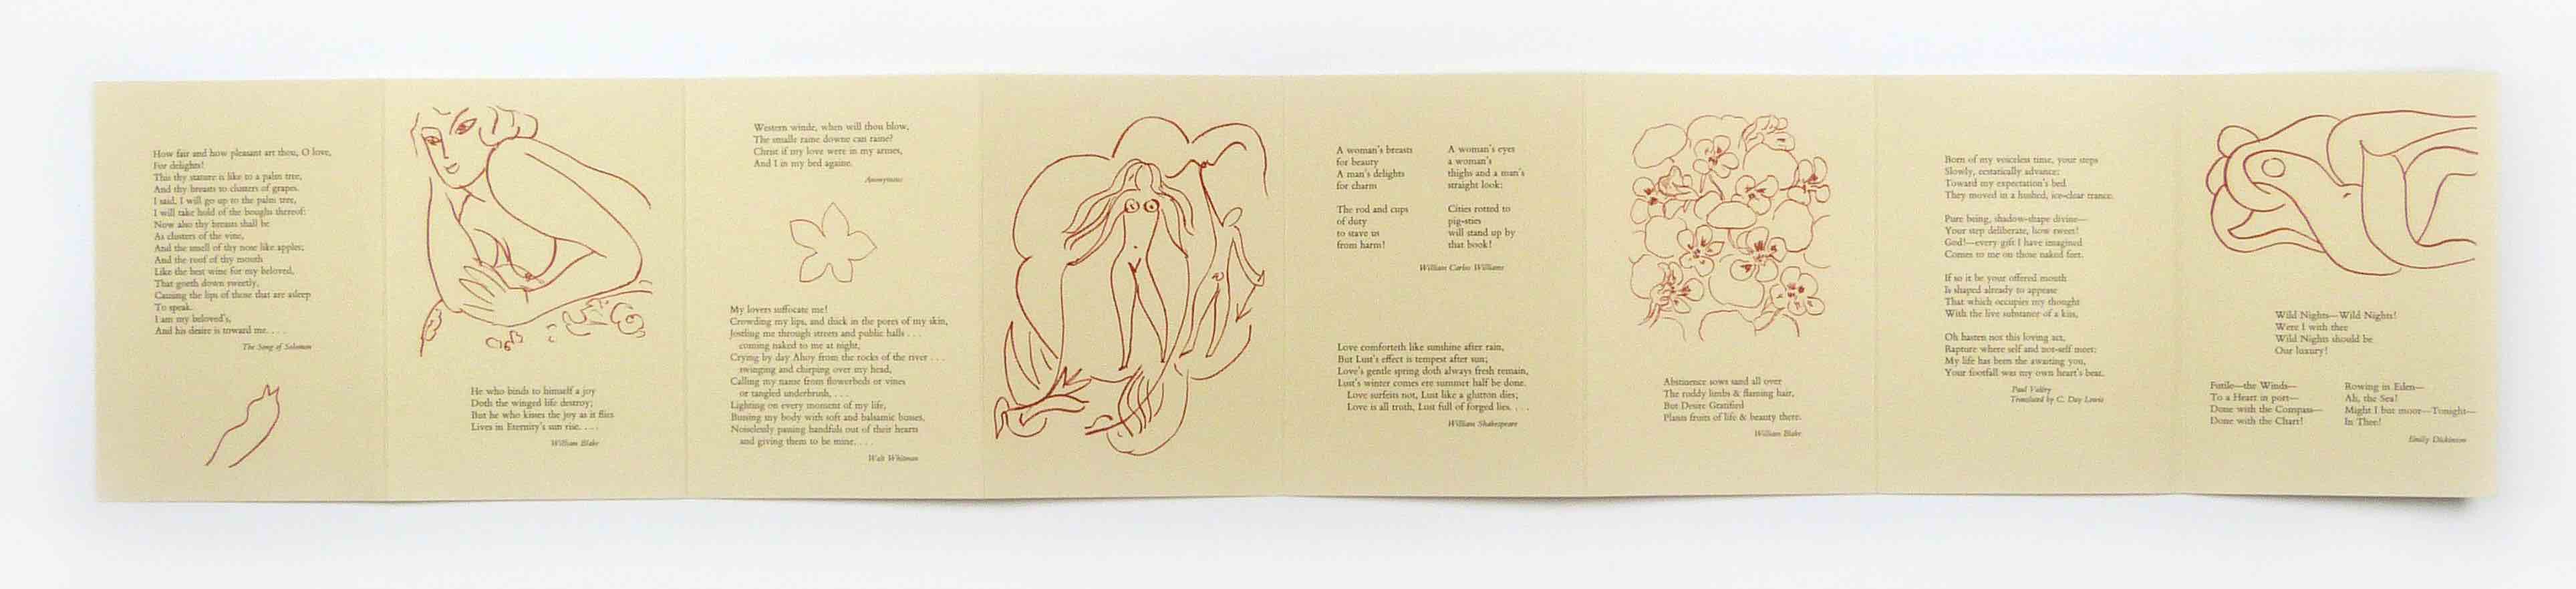 How fair and how pleasant art thou, O love,
For delights!
This thy stature is like to a palm tree,
And thy breasts to clusters of grapes.
I said, I will go up to the palm tree,
I will take hold of the boughs thereof:
Now also thy breasts shall be
As clusters of the vine,
And the smell of thy nose like apples;
And the roof of thy mouth
Like the best wine for my beloved,
That goeth down sweetly,
Causing the lips of those that are asleep
To speak.
I am my beloved's,
And his desire is toward me. . . .
The Song of Solomon
He who binds to himself a joy
Doth the winged life destroy;
But he who kisses the joy as it flies
Lives in Eternity's sun rise. . . .
William Blake
Western winde, when will thou blow,
The smalle raine downe can raine?
Christ if my love were in my armes,
And I in my bed againe.
Anonymous
My lovers suffocate me!
Crowding my lips, and thick in the pores of my skin,
Jostling me through streets and public halls . . .
coming naked to me at night,
Crying by day Ahoy from the rocks of the river . . .
swinging and chirping over my head,
Calling my name from flowerbeds or vines
or tangled underbrush, . . .
Lighting on every moment of my life,
Bussing my body with soft and balsamic busses,
Noiselessly passing handfuls out of their hearts
and giving them to be mine. . . .
Walt Whitman
A woman's breasts
for beauty
A man's delights
for charm
The rod and cups
of duty
to stave us
from harm!
A woman's eyes
a woman's
thighs and a man's
straight look:
Cities rotted to
pig-sties
will stand up by
that book!
William Carlos Williams
Love comforteth like sunshine after rain,
But Lust's effect is tempest after sun;
Love's gentle spring doth always fresh remain,
Lust's winter comes ere summer half be done.
Love surfeits not, Lust like a glutton dies;
Love is all truth, Lust full of forged lies. . . .
William Shakespeare
Abstinence sows sand all over
The ruddy limbs & flaming hair,
But Desire Gratified
Plants fruits of life & beauty there.
William Blake
Born of my voiceless time, your steps
Slowly, ecstatically advance:
Toward my expectation's bed
They moved in a hushed, ice-clear trance.
Pure being, shadow-shape divine—
Your step deliberate, how sweet!
God!—every gift I have imagined
Comes to me on those naked feet.
If so it be your offered mouth
Is shaped already to appease
That which occupies my thought
With the live substance of a kiss,
Oh hasten not this loving act,
Rapture where self and not-self meet:
My life has been the awaiting you,
Your footfall was my own heart's beat.
Paul Valéry
Translated by C. Day Lewis
Wild Nights—Wild Nights!
Were I with thee
Wild Nights should be
Our luxury!
Futile—the Winds—
To a Heart in port—
Done with the Compass—
Done with the Chart!
Rowing in Eden—
Ah, the Sea!
Might I but moor—Tonight—
In Thee!
Emily Dickinson